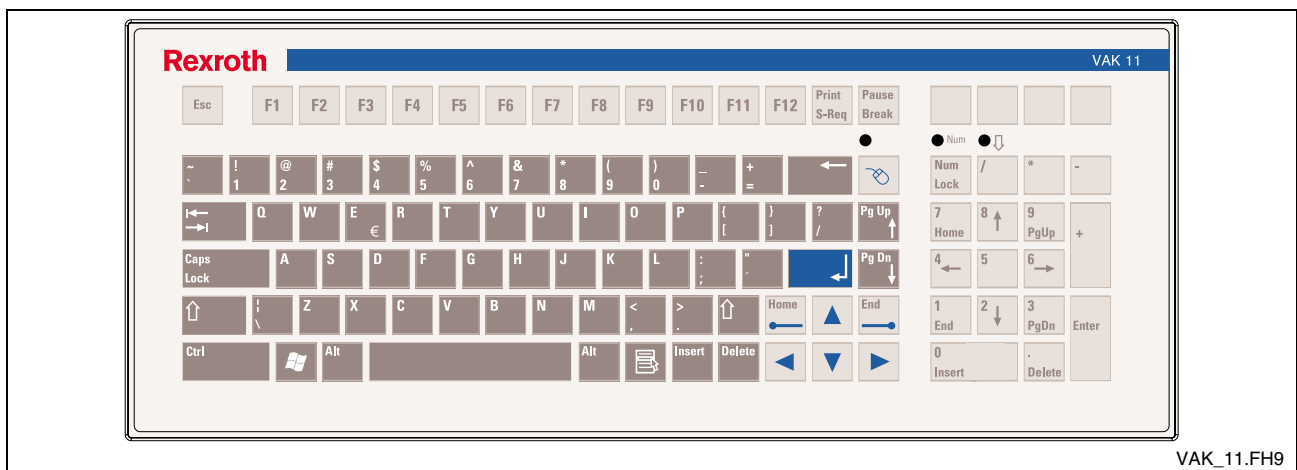 Rexroth VAK 11
Esc F1 F2 F3 F4 F5 F6 F7 F8 F9 F10 F11 F12 Print Pause
S-Req Break
Num
~ ! @ # $ % ^ & * ( ) _ + Num / * -
` 1 2 3 4 5 6 7 8 9 0 - = Lock
Q W E R T Y U I O P { } ? Pg Up 7 8 9
€ [ ] / Home PgUp +
Caps A S D F G H J K L : " Pg Dn 4 5 6
Lock ; ´
¦ Z X C V B N M < > Home End 1 2 3
\ , . End PgDn Enter
Ctrl Alt Alt Insert Delete 0 .
Insert Delete
VAK_11.FH9